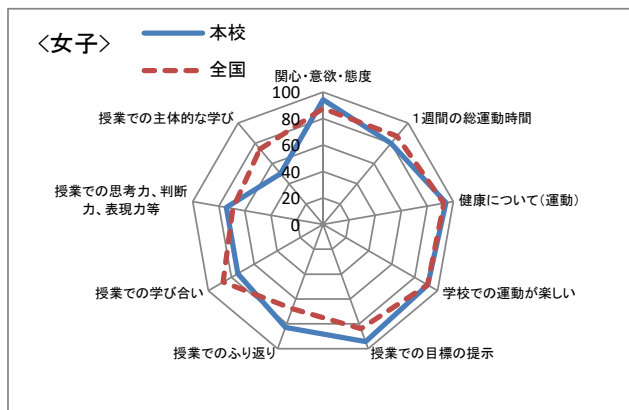 <女子>
本校
全国
関心・意欲・態度
1週間の総運動時間
健康について(運動)
学校での運動が楽しい
授業での目標の提示
授業でのふり返り
授業での学び合い
授業での思考力、判断
力、表現力等
授業での主体的な学び
100
80
60
40
20
0